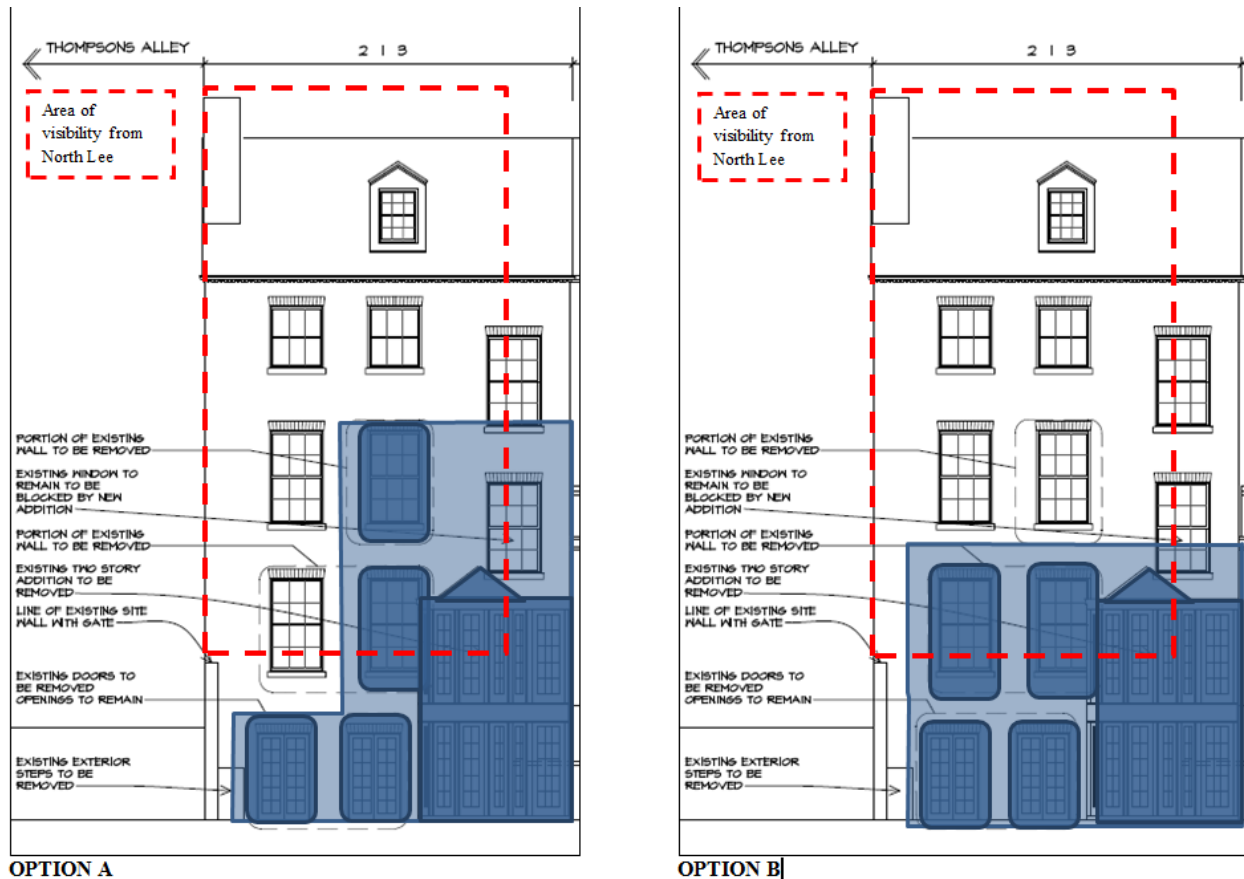 THOMPSONS ALLEY
2 1 3
Area of
visibility from
North Lee
PORTION OF EXISTING
WALL TO BE REMOVED
EXISTING WINDOW TO
REMAIN TO BE
BLOCKED BY NEW
ADDITION
PORTION OF EXISTING
WALL TO BE REMOVED
EXISTING TWO STORY
ADDITION TO BE
REMOVED
LINE OF EXISTING SITE
WALL WITH GATE
EXISTING DOORS TO
BE REMOVED
OPENINGS TO REMAIN
EXISTING EXTERIOR
STEPS TO BE
REMOVED
OPTION A
THOMPSONS ALLEY
2 1 3
Area of
visibility from
North Lee
PORTION OF EXISTING
WALL TO BE REMOVED
EXISTING WINDOW TO
REMAIN TO BE
BLOCKED BY NEW
ADDITION
PORTION OF EXISTING
WALL TO BE REMOVED
EXISTING TWO STORY
ADDITION TO BE
REMOVED
LINE OF EXISTING SITE
WALL WITH GATE
EXISTING DOORS TO
BE REMOVED
OPENINGS TO REMAIN
EXISTING EXTERIOR
STEPS TO BE
REMOVED
OPTION B